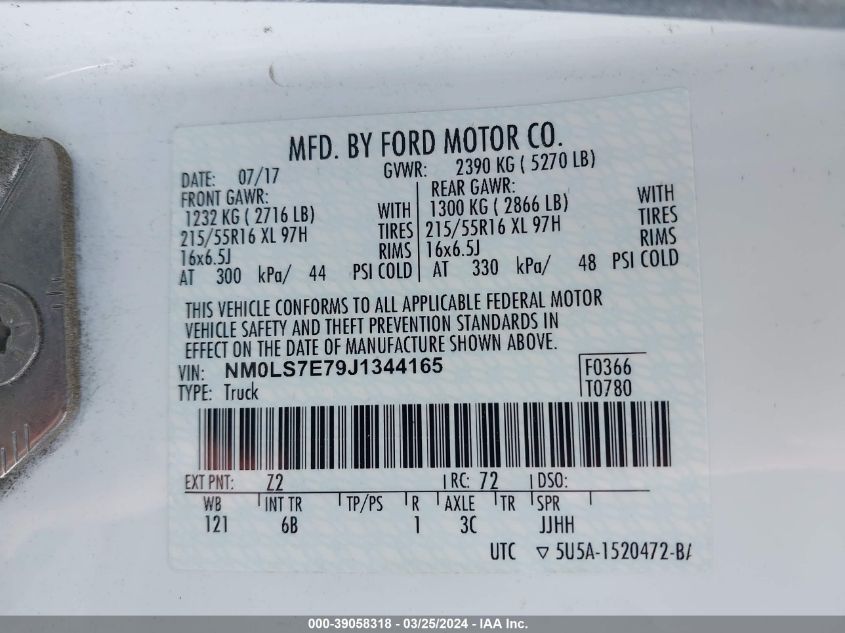 MFD. BY FORD MOTOR CO.
DATE: 07/17 GVWR: 2390 KG ( 5270 LB)
FRONT GAWR: REAR GAWR:
1232 KG ( 2716 LB) WITH 1300 KG ( 2866 LB) WITH
215/55R16 XL 97H TIRES 215/55R16 XL 97H TIRES
16x6.5J RIMS 16x6.5J RIMS
AT 300 kPa/ 44 PSI COLD AT 330 kPa/ 48 PSI COLD
THIS VEHICLE CONFORMS TO ALL APPLICABLE FEDERAL MOTOR
VEHICLE SAFETY AND THEFT PREVENTION STANDARDS IN
EFFECT ON THE DATE OF MANUFACTURE SHOWN ABOVE.
VIN: NM0LS7E79J1344165 F0366
TYPE: Truck T0780
EXT PNT: Z2 RC: 72 DSO:
WB INT TR TP/PS R AXLE TR SPR
121 6B 1 3C JJHH
UTC ▽ 5U5A-1520472-BA
000-39058318 - 03/25/2024 - IAA Inc.